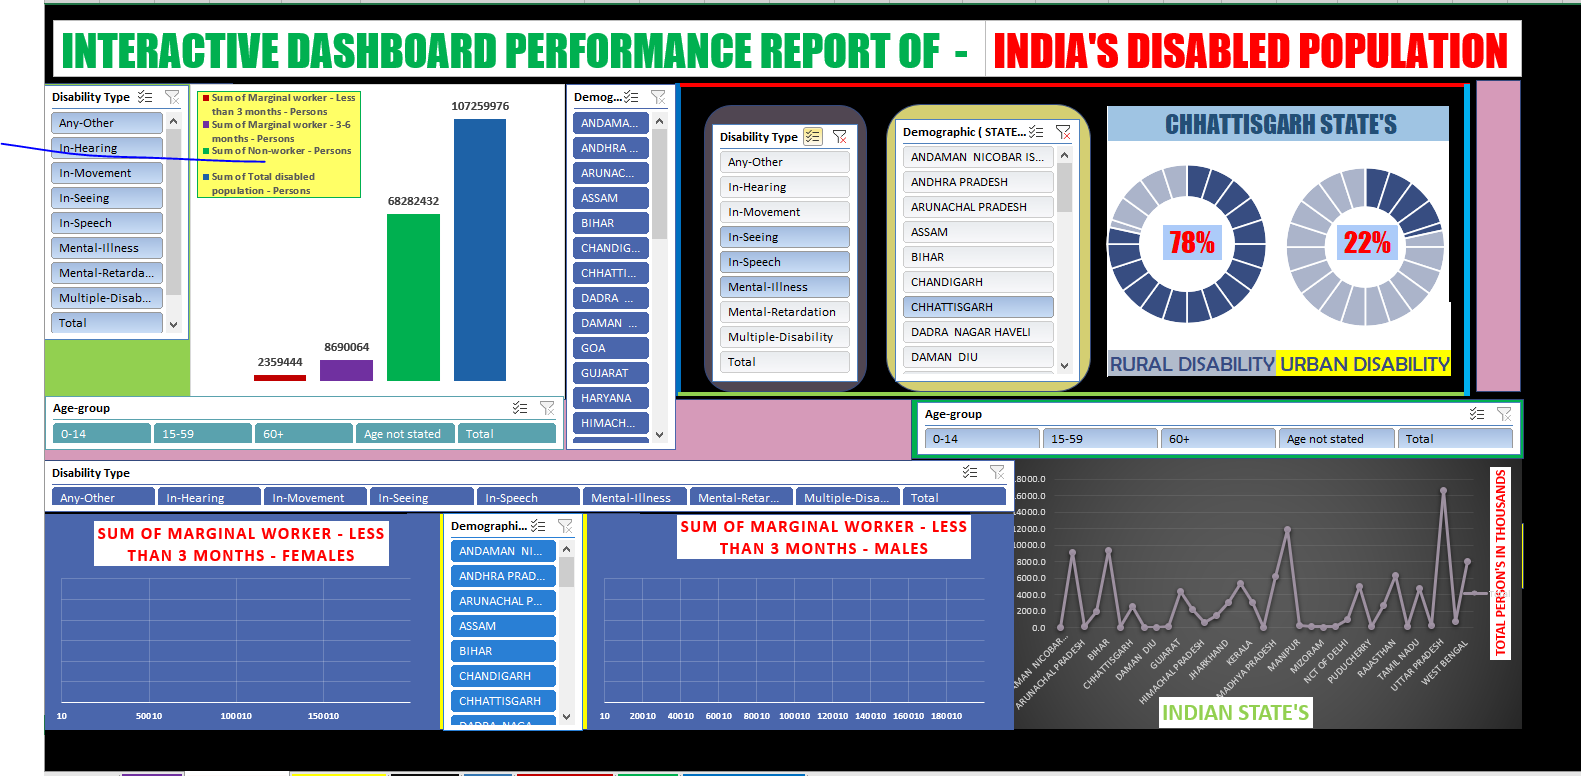 INTERACTIVE DASHBOARD PERFORMANCE REPORT OF - INDIA'S DISABLED POPULATION
Disability Type
Any-Other
In-Hearing
In-Movement
In-Seeing
In-Speech
Mental-Illness
Mental-Retarda...
Multiple-Disab...
Total
Sum of Marginal worker - Less
than 3 months - Persons
Sum of Marginal worker - 3-6
months - Persons
Sum of Non-worker - Persons
Sum of Total disabled
population - Persons
2359444
8690064
68282432
107259976
Demog...
ANDAMA...
ANDHRA ...
ARUNAC...
ASSAM
BIHAR
CHANDIG...
CHHATTI...
DADRA ...
DAMAN ...
GOA
GUJARAT
HARYANA
HIMACH...
Disability Type
Any-Other
In-Hearing
In-Movement
In-Seeing
In-Speech
Mental-Illness
Mental-Retardation
Multiple-Disability
Total
Demographic ( STATE...
ANDAMAN NICOBAR IS...
ANDHRA PRADESH
ARUNACHAL PRADESH
ASSAM
BIHAR
CHANDIGARH
CHHATTISGARH
DADRA NAGAR HAVELI
DAMAN DIU
CHHATTISGARH STATE'S
78%
22%
RURAL DISABILITY URBAN DISABILITY
Age-group
0-14 15-59 60+ Age not stated Total
Age-group
0-14 15-59 60+ Age not stated Total
Disability Type
Any-Other In-Hearing In-Movement In-Seeing In-Speech Mental-Illness Mental-Retar... Multiple-Disa... Total
SUM OF MARGINAL WORKER - LESS
THAN 3 MONTHS - FEMALES
10 50010 100010 150010
Demographi...
ANDAMAN NI...
ANDHRA PRAD...
ARUNACHAL P...
ASSAM
BIHAR
CHANDIGARH
CHHATTISGARH
DADRA NAGA...
SUM OF MARGINAL WORKER - LESS
THAN 3 MONTHS - MALES
10 20010 40010 60010 80010 100010 120010 140010 160010 180010
8000.0
6000.0
4000.0
2000.0
10000.0
8000.0
6000.0
4000.0
2000.0
0.0
MAN NICOBAR...
ARUNACHAL PRADESH
BIHAR
CHHATTISGARH
DAMAN DIU
GUJARAT
HIMACHAL PRADESH
JHARKHAND
KERALA
MADHYA PRADESH
MANIPUR
MIZORAM
NCT OF DELHI
PUDUCHERRY
RAJASTHAN
TAMIL NADU
UTTAR PRADESH
WEST BENGAL
TOTAL PERSON'S IN THOUSANDS
INDIAN STATE'S